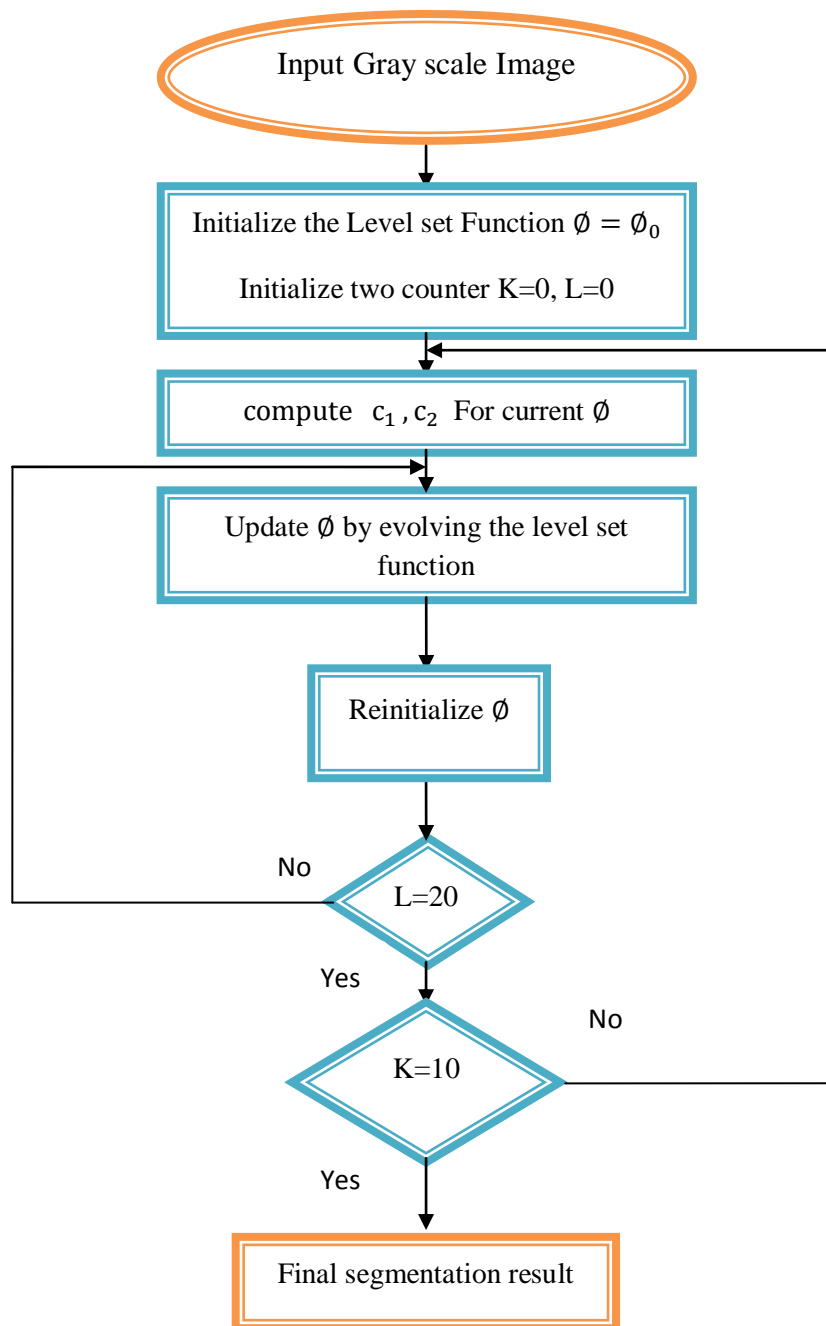 Input Gray scale Image
Initialize the Level set Function ∅ = ∅₀
Initialize two counter K=0, L=0
compute c₁,c₂ For current ∅
Update ∅ by evolving the level set
function
Reinitialize ∅
No
L=20
Yes
No
K=10
Yes
Final segmentation result